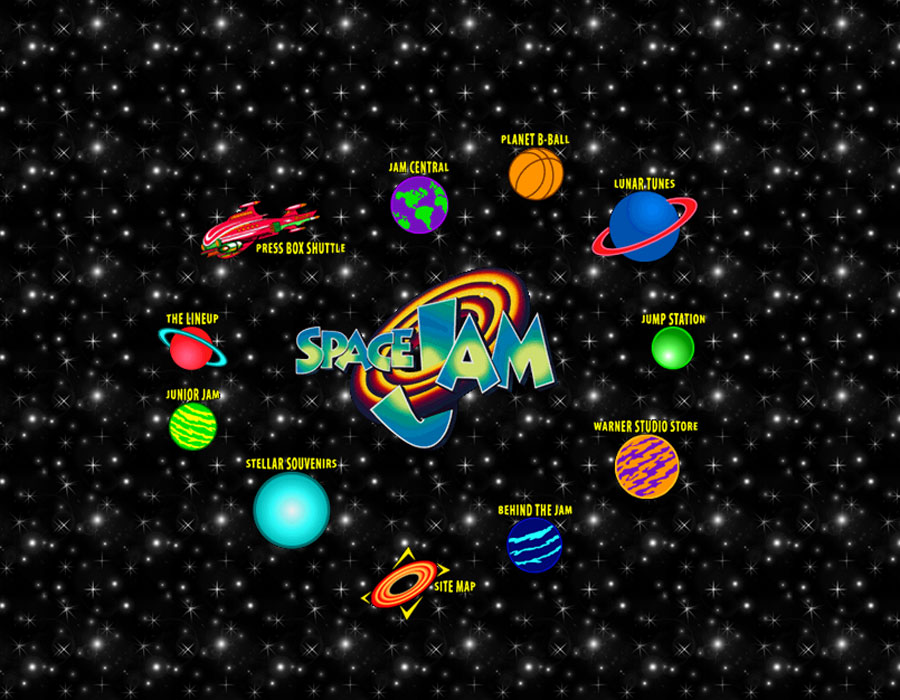 PLANET B-BALL
JAM CENTRAL
LUNAR TUNES
PRESS BOX SHUTTLE
THE LINEUP
SPACE JAM
JUMP STATION
JUNIOR JAM
WARNER STUDIO STORE
STELLAR SOUVENIRS
BEHIND THE JAM
SITE MAP